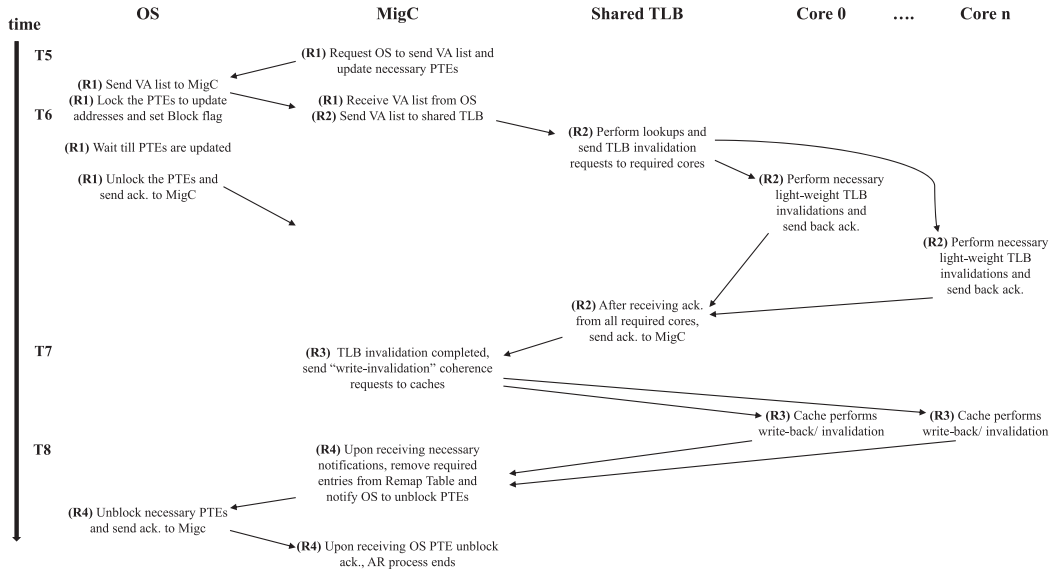 OS MigC Shared TLB Core 0 .... Core n
time
T5
(R1) Request OS to send VA list and
update necessary PTEs
(R1) Send VA list to MigC
(R1) Lock the PTEs to update
addresses and set Block flag
T6
(R1) Receive VA list from OS
(R2) Send VA list to shared TLB
(R2) Perform lookups and
send TLB invalidation
requests to required cores
(R1) Wait till PTEs are updated
(R1) Unlock the PTEs and
send ack. to MigC
(R2) Perform necessary
light-weight TLB
invalidations and
send back ack.
(R2) Perform necessary
light-weight TLB
invalidations and
send back ack.
(R2) After receiving ack.
from all required cores,
send ack. to MigC
T7
(R3) TLB invalidation completed,
send “write-invalidation” coherence
requests to caches
(R3) Cache performs
write-back/ invalidation
(R3) Cache performs
write-back/ invalidation
T8
(R4) Upon receiving necessary
notifications, remove required
entries from Remap Table and
notify OS to unblock PTEs
(R4) Unblock necessary PTEs
and send ack. to Migc
(R4) Upon receiving OS PTE unblock
ack., AR process ends